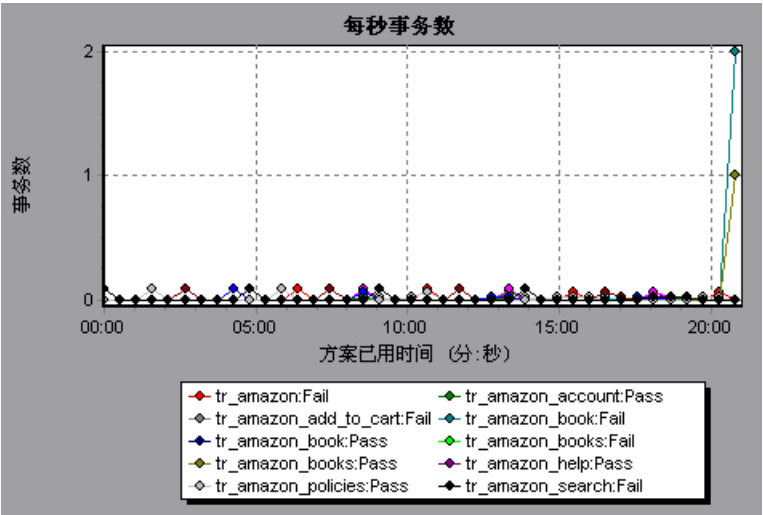 每秒事务数
2
1
0
事务数
00:00 05:00 10:00 15:00 20:00
方案已用时间 (分:秒)
tr_amazon:Fail tr_amazon_account:Pass
tr_amazon_add_to_cart:Fail tr_amazon_book:Fail
tr_amazon_book:Pass tr_amazon_books:Fail
tr_amazon_books:Pass tr_amazon_help:Pass
tr_amazon_policies:Pass tr_amazon_search:Fail